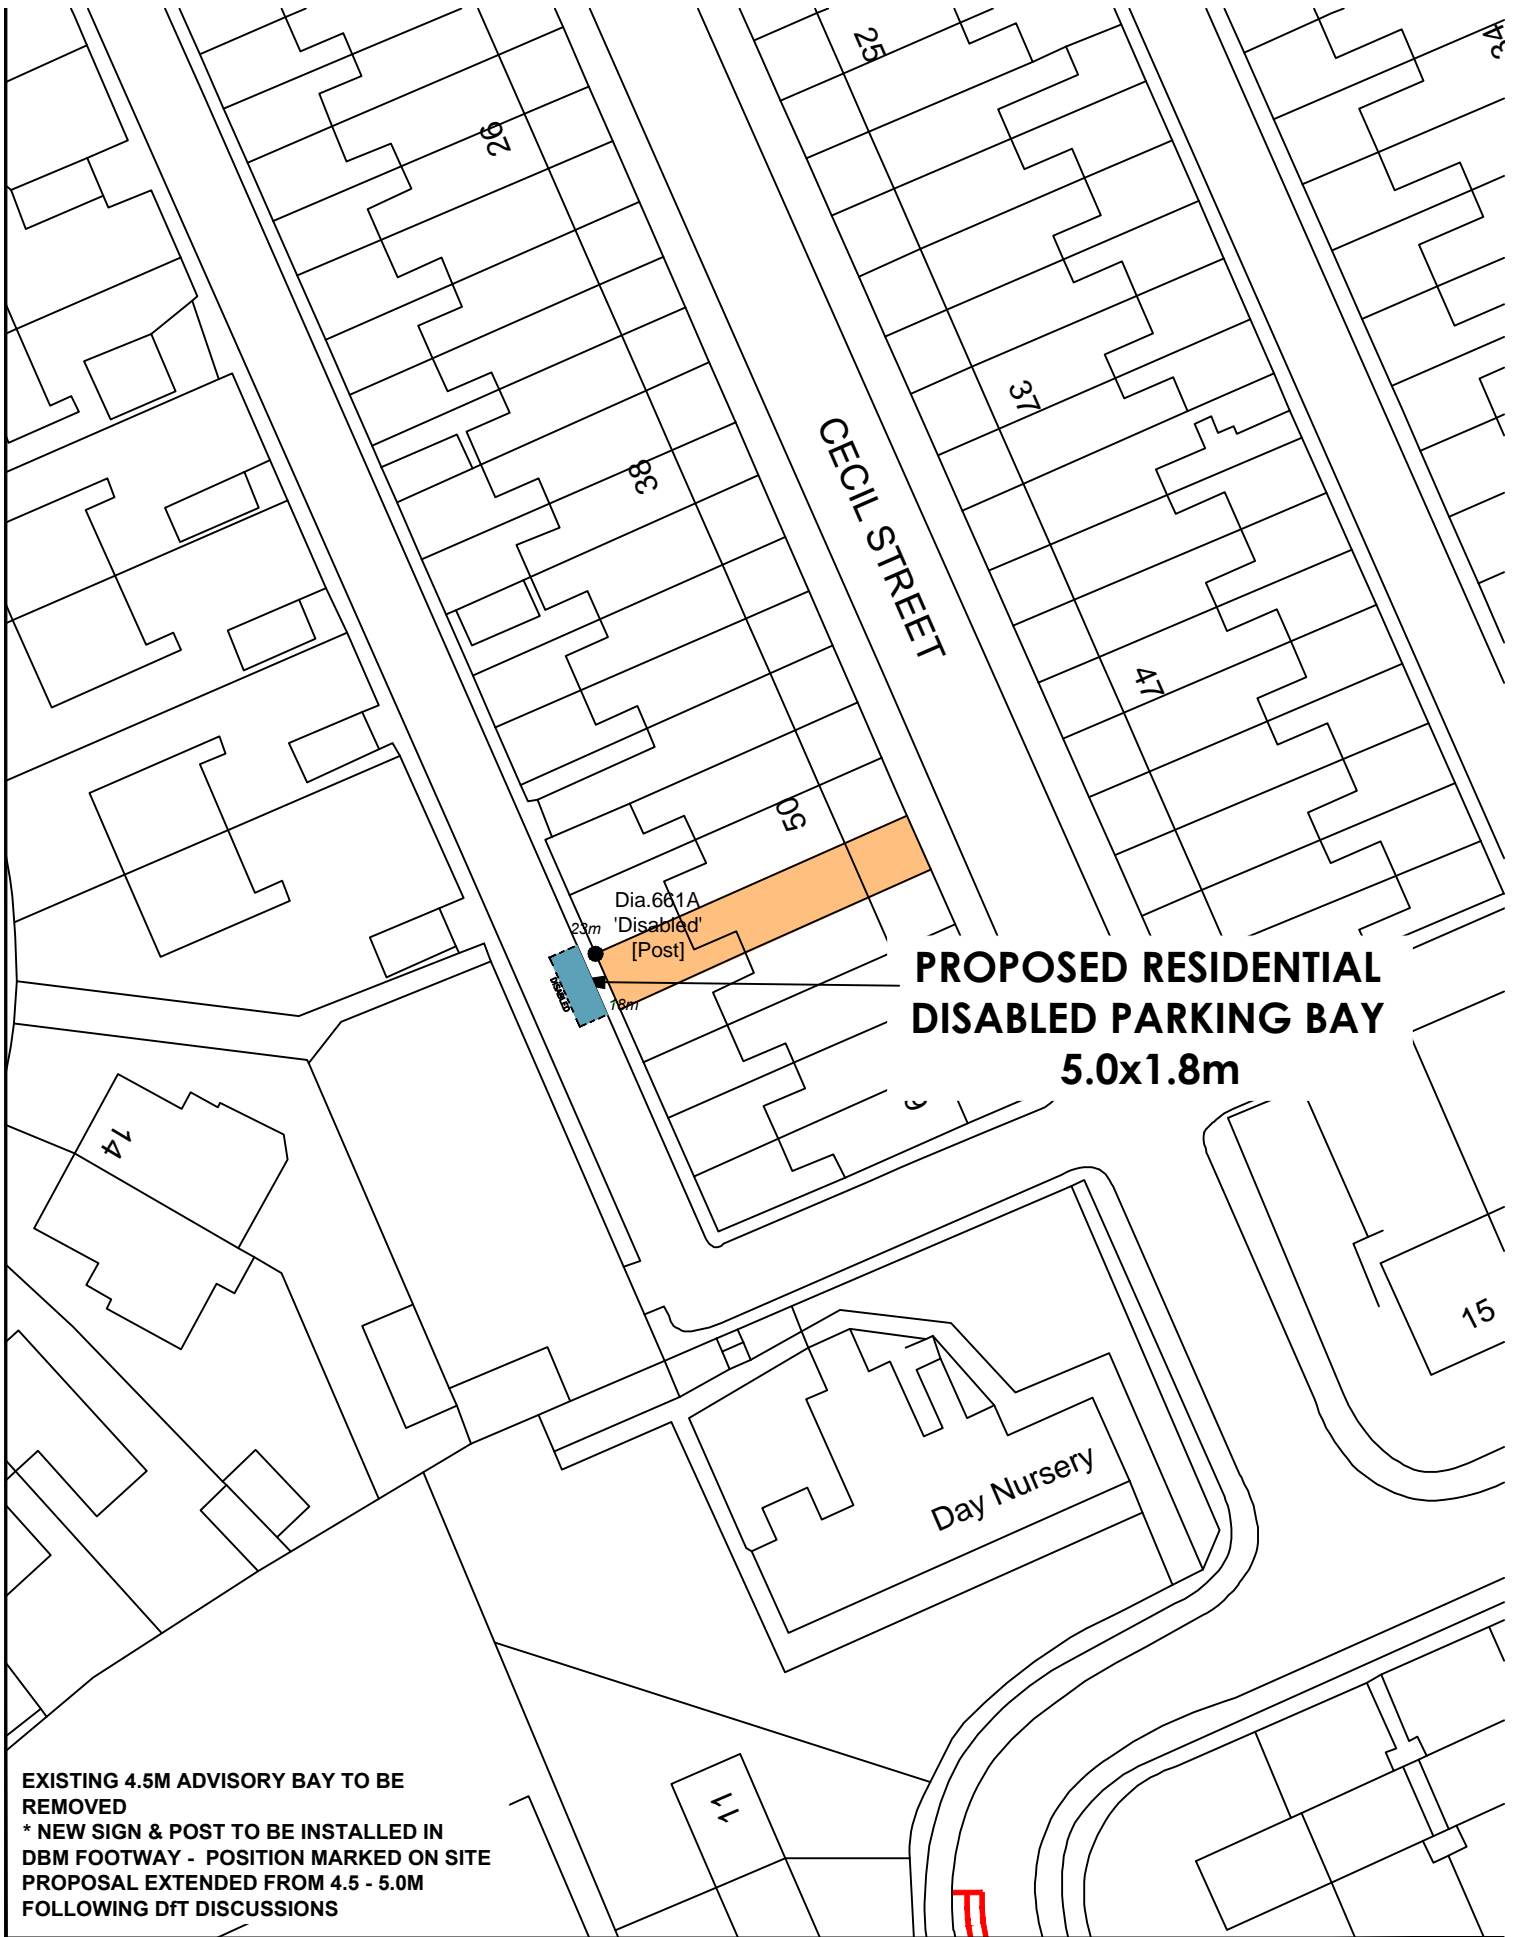 25
34
26
37
38
CECIL STREET
47
50
Dia.661A
'Disabled'
[Post]
23m
18m
DISABLED
PROPOSED RESIDENTIAL
DISABLED PARKING BAY
5.0x1.8m
14
15
Day Nursery
11
EXISTING 4.5M ADVISORY BAY TO BE
REMOVED
* NEW SIGN & POST TO BE INSTALLED IN
DBM FOOTWAY - POSITION MARKED ON SITE
PROPOSAL EXTENDED FROM 4.5 - 5.0M
FOLLOWING DfT DISCUSSIONS